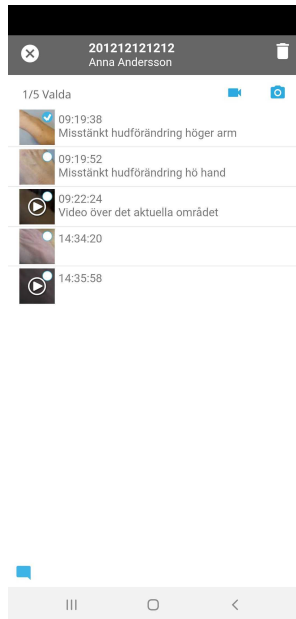 201212121212
Anna Andersson
1/5 Valda
09:19:38
Misstänkt hudförändring höger arm
09:19:52
Misstänkt hudförändring hö hand
09:22:24
Video över det aktuella området
14:34:20
14:35:58